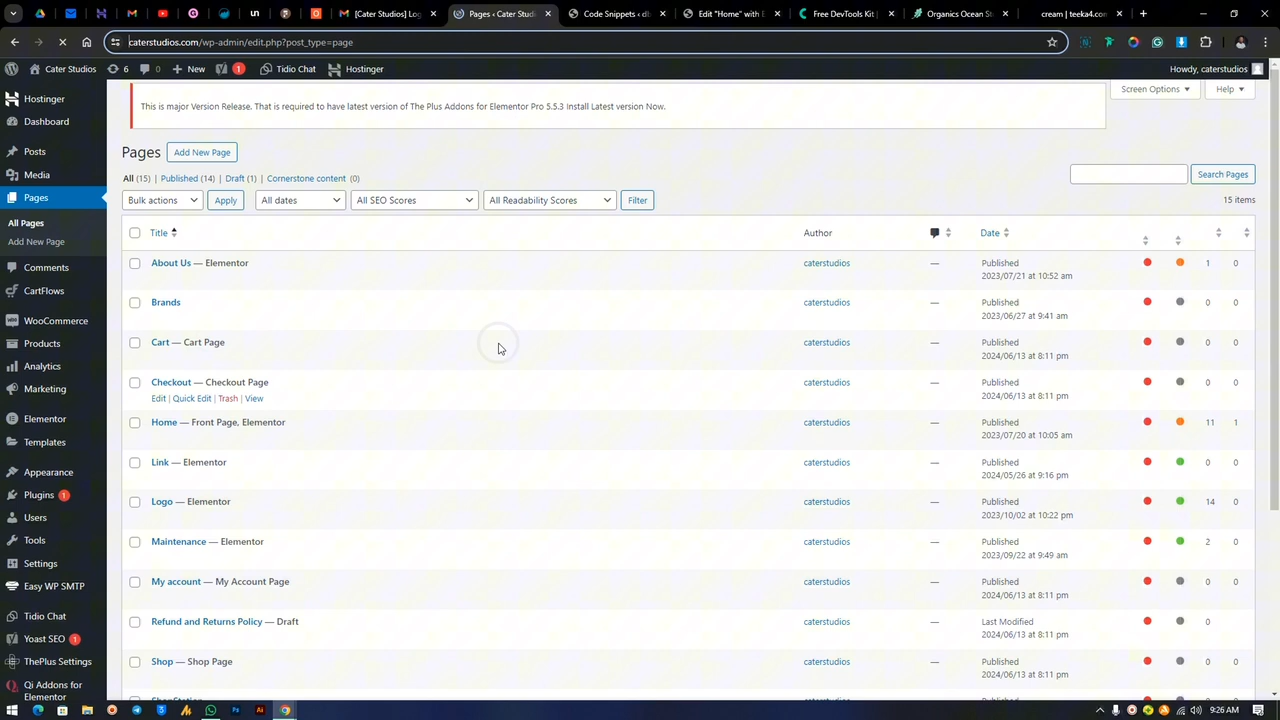 [Cater Studios] Log
Pages ‹ Cater Studios
Code Snippets ‹ db
Edit "Home" with E
Free DevTools Kit |
Organics Ocean St
cream | teeka4.com
caterstudios.com/wp-admin/edit.php?post_type=page
Cater Studios 6 0 New 1 Tidio Chat Hostinger Howdy, caterstudios
Hostinger
Dashboard
Posts
Media
Pages
All Pages
Add New Page
Comments
CartFlows
WooCommerce
Products
Analytics
Marketing
Elementor
Templates
Appearance
Plugins 1
Users
Tools
Settings
Easy WP SMTP
Tidio Chat
Yoast SEO 1
ThePlus Settings
Qi Addons for
Elementor
This is major Version Release. That is required to have latest version of The Plus Addons for Elementor Pro 5.5.3 Install Latest version Now.
Screen Options Help
Pages Add New Page
All (15) | Published (14) | Draft (1) | Cornerstone content (0)
Search Pages
Bulk actions Apply All dates All SEO Scores All Readability Scores Filter 15 items
Title Author Date
About Us — Elementor caterstudios — Published 1 0
2023/07/21 at 10:52 am
Brands caterstudios — Published 0 0
2023/06/27 at 9:41 am
Cart — Cart Page caterstudios — Published 0 0
2024/06/13 at 8:11 pm
Checkout — Checkout Page caterstudios — Published 0 0
Edit | Quick Edit | Trash | View 2024/06/13 at 8:11 pm
Home — Front Page, Elementor caterstudios — Published 11 1
2023/07/20 at 10:05 am
Link — Elementor caterstudios — Published 0 0
2024/05/26 at 9:16 pm
Logo — Elementor caterstudios — Published 14 0
2023/10/02 at 10:22 pm
Maintenance — Elementor caterstudios — Published 2 0
2023/09/22 at 9:49 am
My account — My Account Page caterstudios — Published 0 0
2024/06/13 at 8:11 pm
Refund and Returns Policy — Draft caterstudios — Last Modified 0
2024/06/13 at 8:11 pm
Shop — Shop Page caterstudios — Published 0 0
2024/06/13 at 8:11 pm
9:26 AM